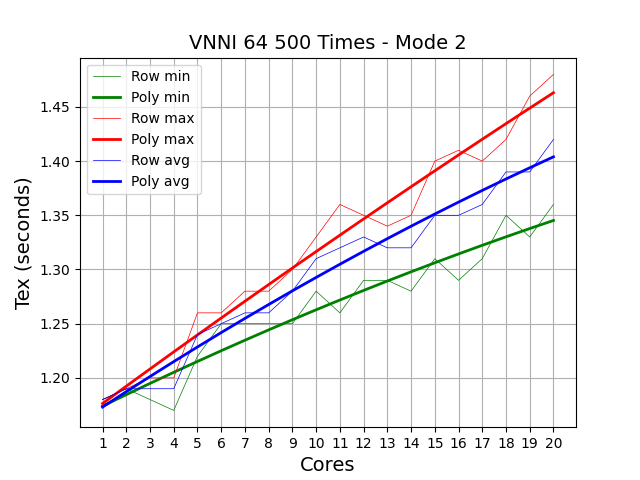 VNNI 64 500 Times - Mode 2
Row min
Poly min
Row max
Poly max
Row avg
Poly avg
Tex (seconds)
1.45
1.40
1.35
1.30
1.25
1.20
1 2 3 4 5 6 7 8 9 10 11 12 13 14 15 16 17 18 19 20
Cores